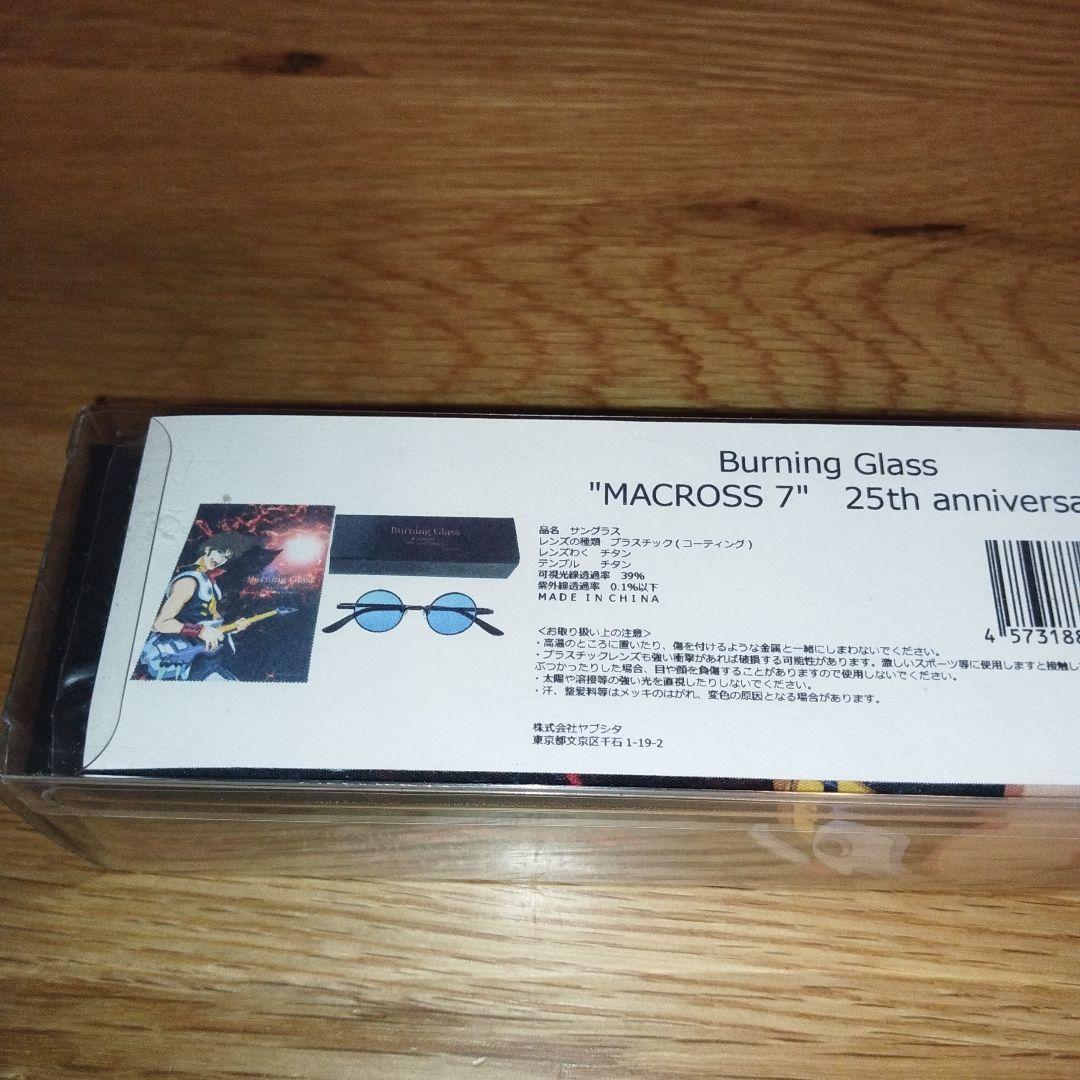 Burning Glass
"MACROSS 7" 25th anniversa
Burning Glass
Burning Glass
品名 サングラス
レンズの種類 プラスチック(コーティング)
レンズわく チタン
テンプル チタン
可視光線透過率 39%
紫外線透過率 0.1%以下
MADE IN CHINA
<お取り扱い上の注意>
・高温のところに置いたり、傷を付けるような金属と一緒にしまわないでください。
・プラスチックレンズも強い衝撃があれば破損する可能性があります。激しいスポーツ等に使用しますと接触し
ぶつかったりした場合、目や顔を負傷することがありますので使用しないでください。
・太陽や溶接等の強い光を直視したりしないでください。
・汗、整髪料等はメッキのはがれ、変色の原因となる場合があります。
株式会社ヤブシタ
東京都文京区千石1-19-2
4 573188